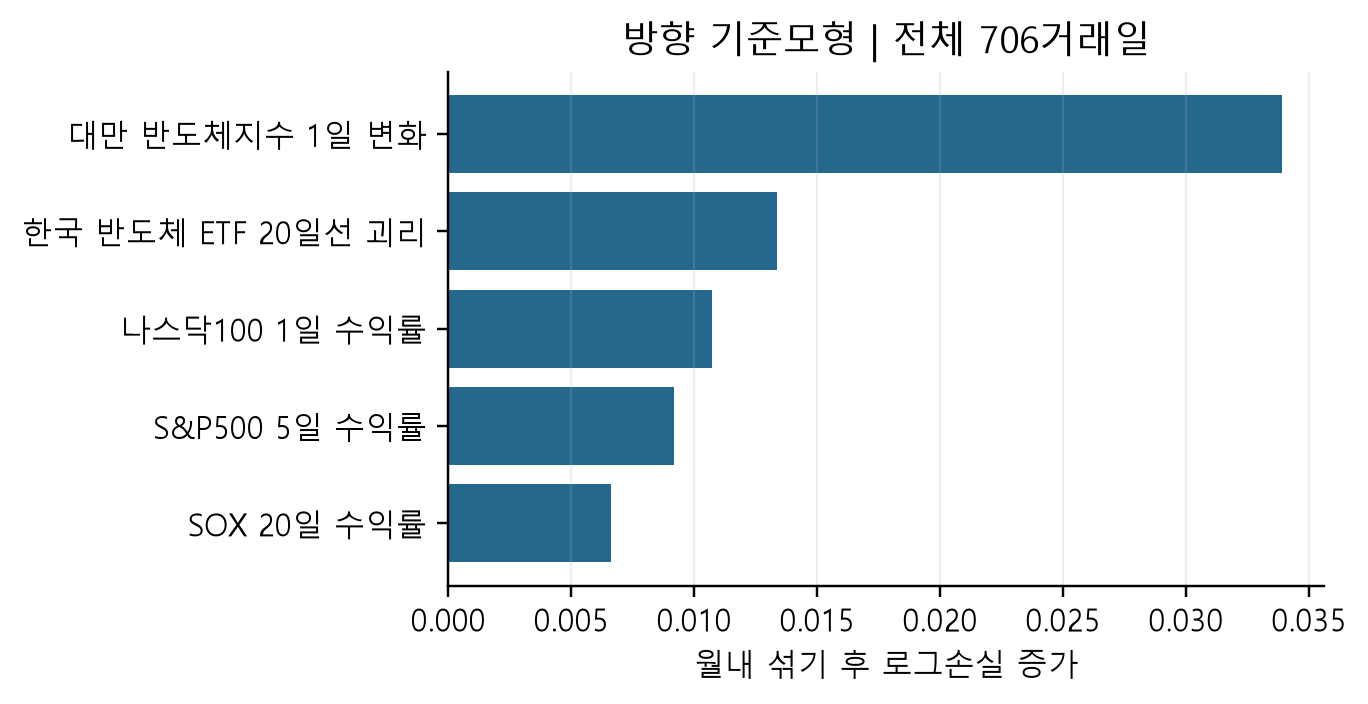 방향 기준모형 | 전체 706거래일
대만 반도체지수 1일 변화
한국 반도체 ETF 20일선 괴리
나스닥100 1일 수익률
S&P500 5일 수익률
SOX 20일 수익률
0.000 0.005 0.010 0.015 0.020 0.025 0.030 0.035
월내 섞기 후 로그손실 증가